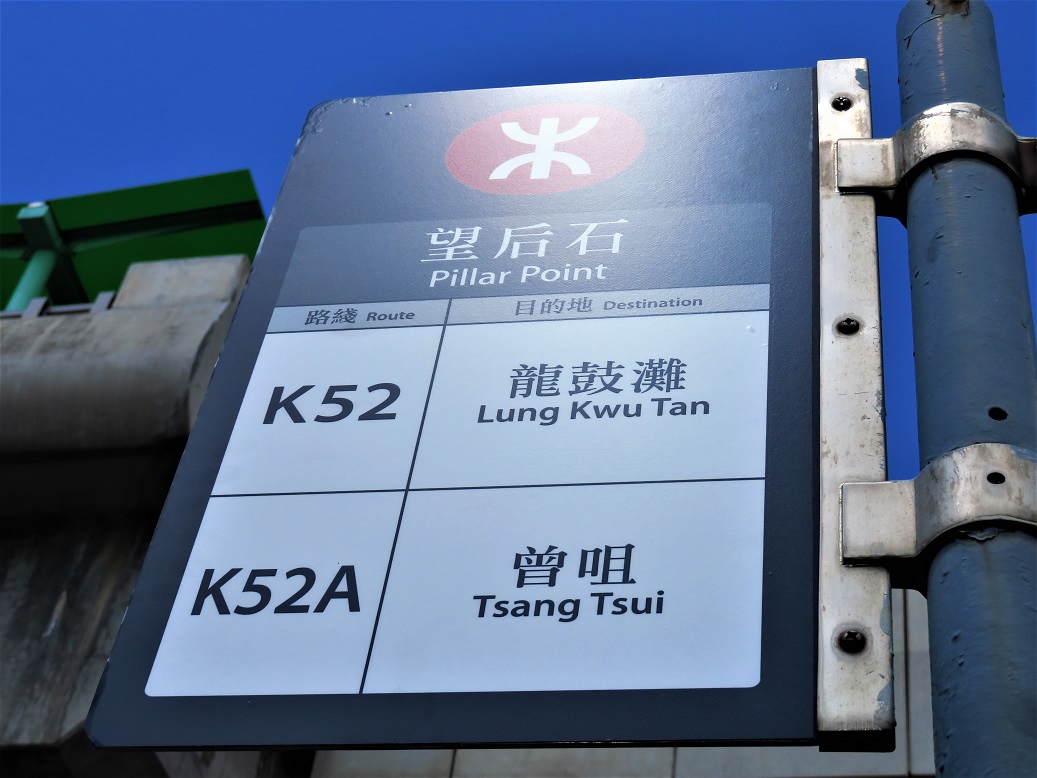 望后石
Pillar Point
路綫 Route
目的地 Destination
K52
龍鼓灘
Lung Kwu Tan
K52A
曾咀
Tsang Tsui